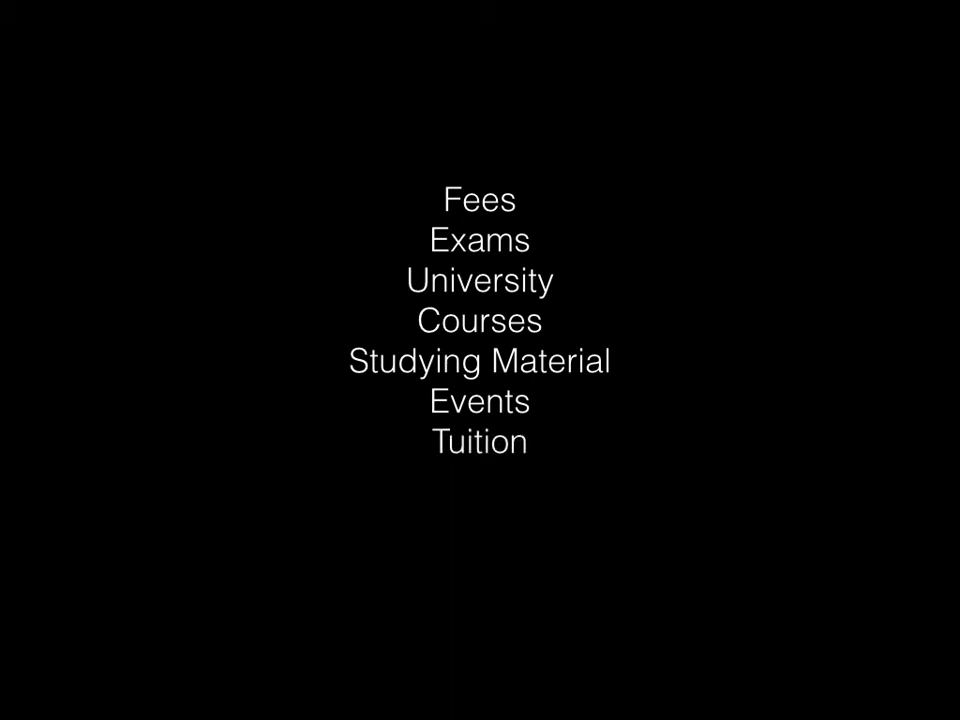 Fees
Exams
University
Courses
Studying Material
Events
Tuition